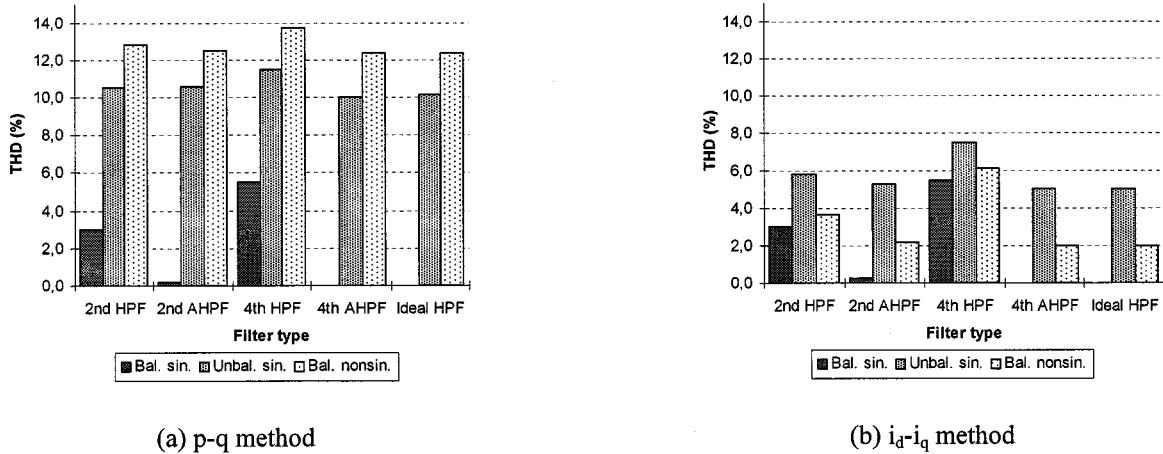 14,0
12,0
10,0
8,0
6,0
4,0
2,0
0,0
THD (%)
2nd HPF 2nd AHPF 4th HPF 4th AHPF Ideal HPF
Filter type
Bal. sin. Unbal. sin. Bal. nonsin.
(a) p-q method
14,0
12,0
10,0
8,0
6,0
4,0
2,0
0,0
THD (%)
2nd HPF 2nd AHPF 4th HPF 4th AHPF Ideal HPF
Filter type
Bal. sin. Unbal. sin. Bal. nonsin.
(b) i_d-i_q method